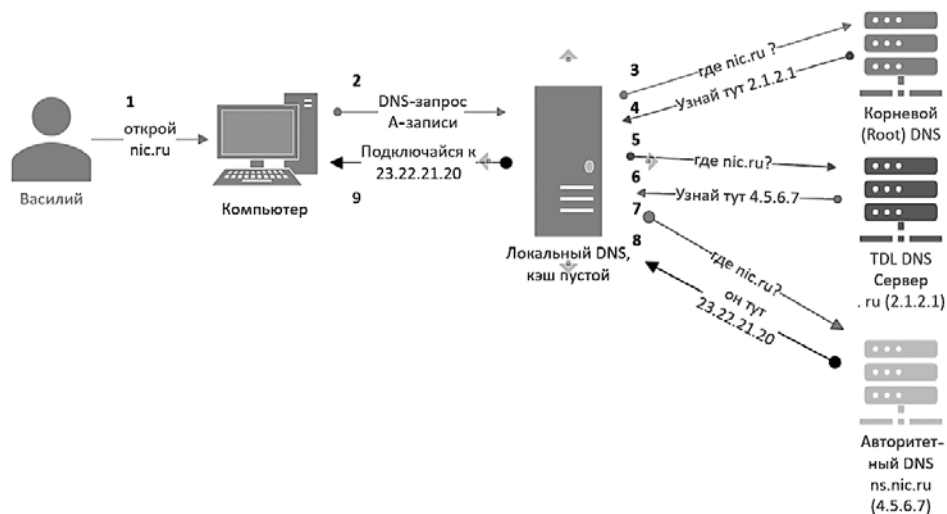 1
открой
nic.ru
Василий
Компьютер
2
DNS-запрос
А-записи
Подключайся к
23.22.21.20
9
Локальный DNS,
кэш пустой
3
где nic.ru ?
4
Узнай тут 2.1.2.1
5
где nic.ru?
6
Узнай тут 4.5.6.7
7
где nic.ru?
8
он тут
23.22.21.20
Корневой
(Root) DNS
TDL DNS
Сервер
. ru (2.1.2.1)
Авторитет-
ный DNS
ns.nic.ru
(4.5.6.7)